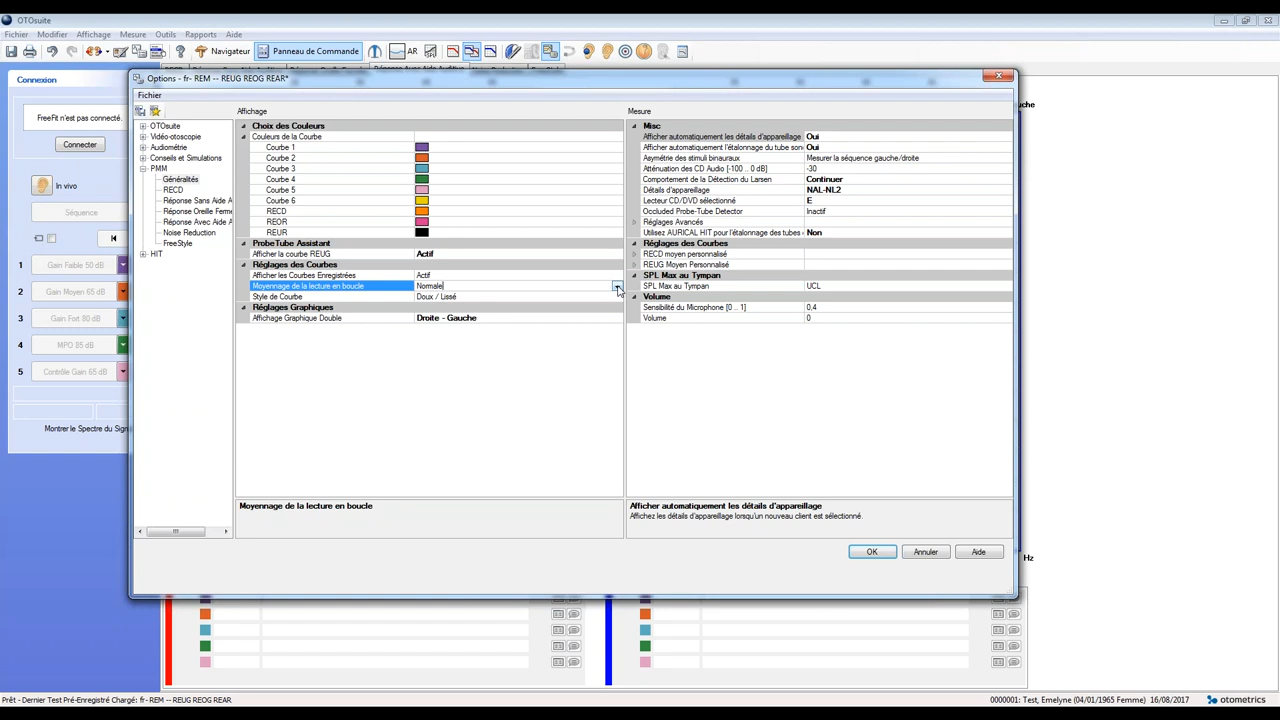 OTOsuite
Fichier Modifier Affichage Mesure Outils Rapports Aide
Navigateur Panneau de Commande AR
Connexion
FreeFit n'est pas connecté.
Connecter
In vivo
Séquence
Gain Faible 50 dB
2 Gain Moyen 65 dB
3 Gain Fort 80 dB
4 MPO 85 dB
5 Contrôle Gain 65 dB
Montrer le Spectre du Sign
Options - fr- REM -- REUG REOG REAR*
Fichier
OTOsuite
Vidéo-otoscopie
Audiométrie
Conseils et Simulations
PMM
Généralités
RECD
Réponse Sans Aide A
Réponse Oreille Ferme
Réponse Avec Aide A
Noise Reduction
FreeStyle
HIT
Affichage
Choix des Couleurs
Couleurs de la Courbe
Courbe 1
Courbe 2
Courbe 3
Courbe 4
Courbe 5
Courbe 6
RECD
REOR
REUR
ProbeTube Assistant
Afficher la courbe REUG Actif
Réglages des Courbes
Afficher les Courbes Enregistrées Actif
Moyennage de la lecture en boucle Normale
Style de Courbe Doux / Lissé
Réglages Graphiques
Affichage Graphique Double Droite - Gauche
Moyennage de la lecture en boucle
Mesure
Misc
Afficher automatiquement les détails d'appareillage Oui
Afficher automatiquement l'étalonnage du tube son Oui
Asymétrie des stimuli binauraux Mesurer la séquence gauche/droite
Atténuation des CD Audio [-100 .. 0 dB] -30
Comportement de la Détection du Larsen Continuer
Détails d'appareillage NAL-NL2
Lecteur CD/DVD sélectionné E
Occluded Probe-Tube Detector Inactif
Réglages Avancés
Utilisez AURICAL HIT pour l'étalonnage des tubes Non
Réglages des Courbes
RECD moyen personnalisé
REUG Moyen Personnalisé
SPL Max au Tympan
SPL Max au Tympan UCL
Volume
Sensibilité du Microphone [0 .. 1] 0,4
Volume 0
Afficher automatiquement les détails d'appareillage
Affichez les détails d'appareillage lorsqu'un nouveau client est sélectionné.
OK Annuler Aide
uche
Hz
Prêt - Dernier Test Pré-Enregistré Chargé: fr- REM -- REUG REOG REAR
0000001: Test, Emelyne (04/01/1965 Femme) 16/08/2017 otometrics